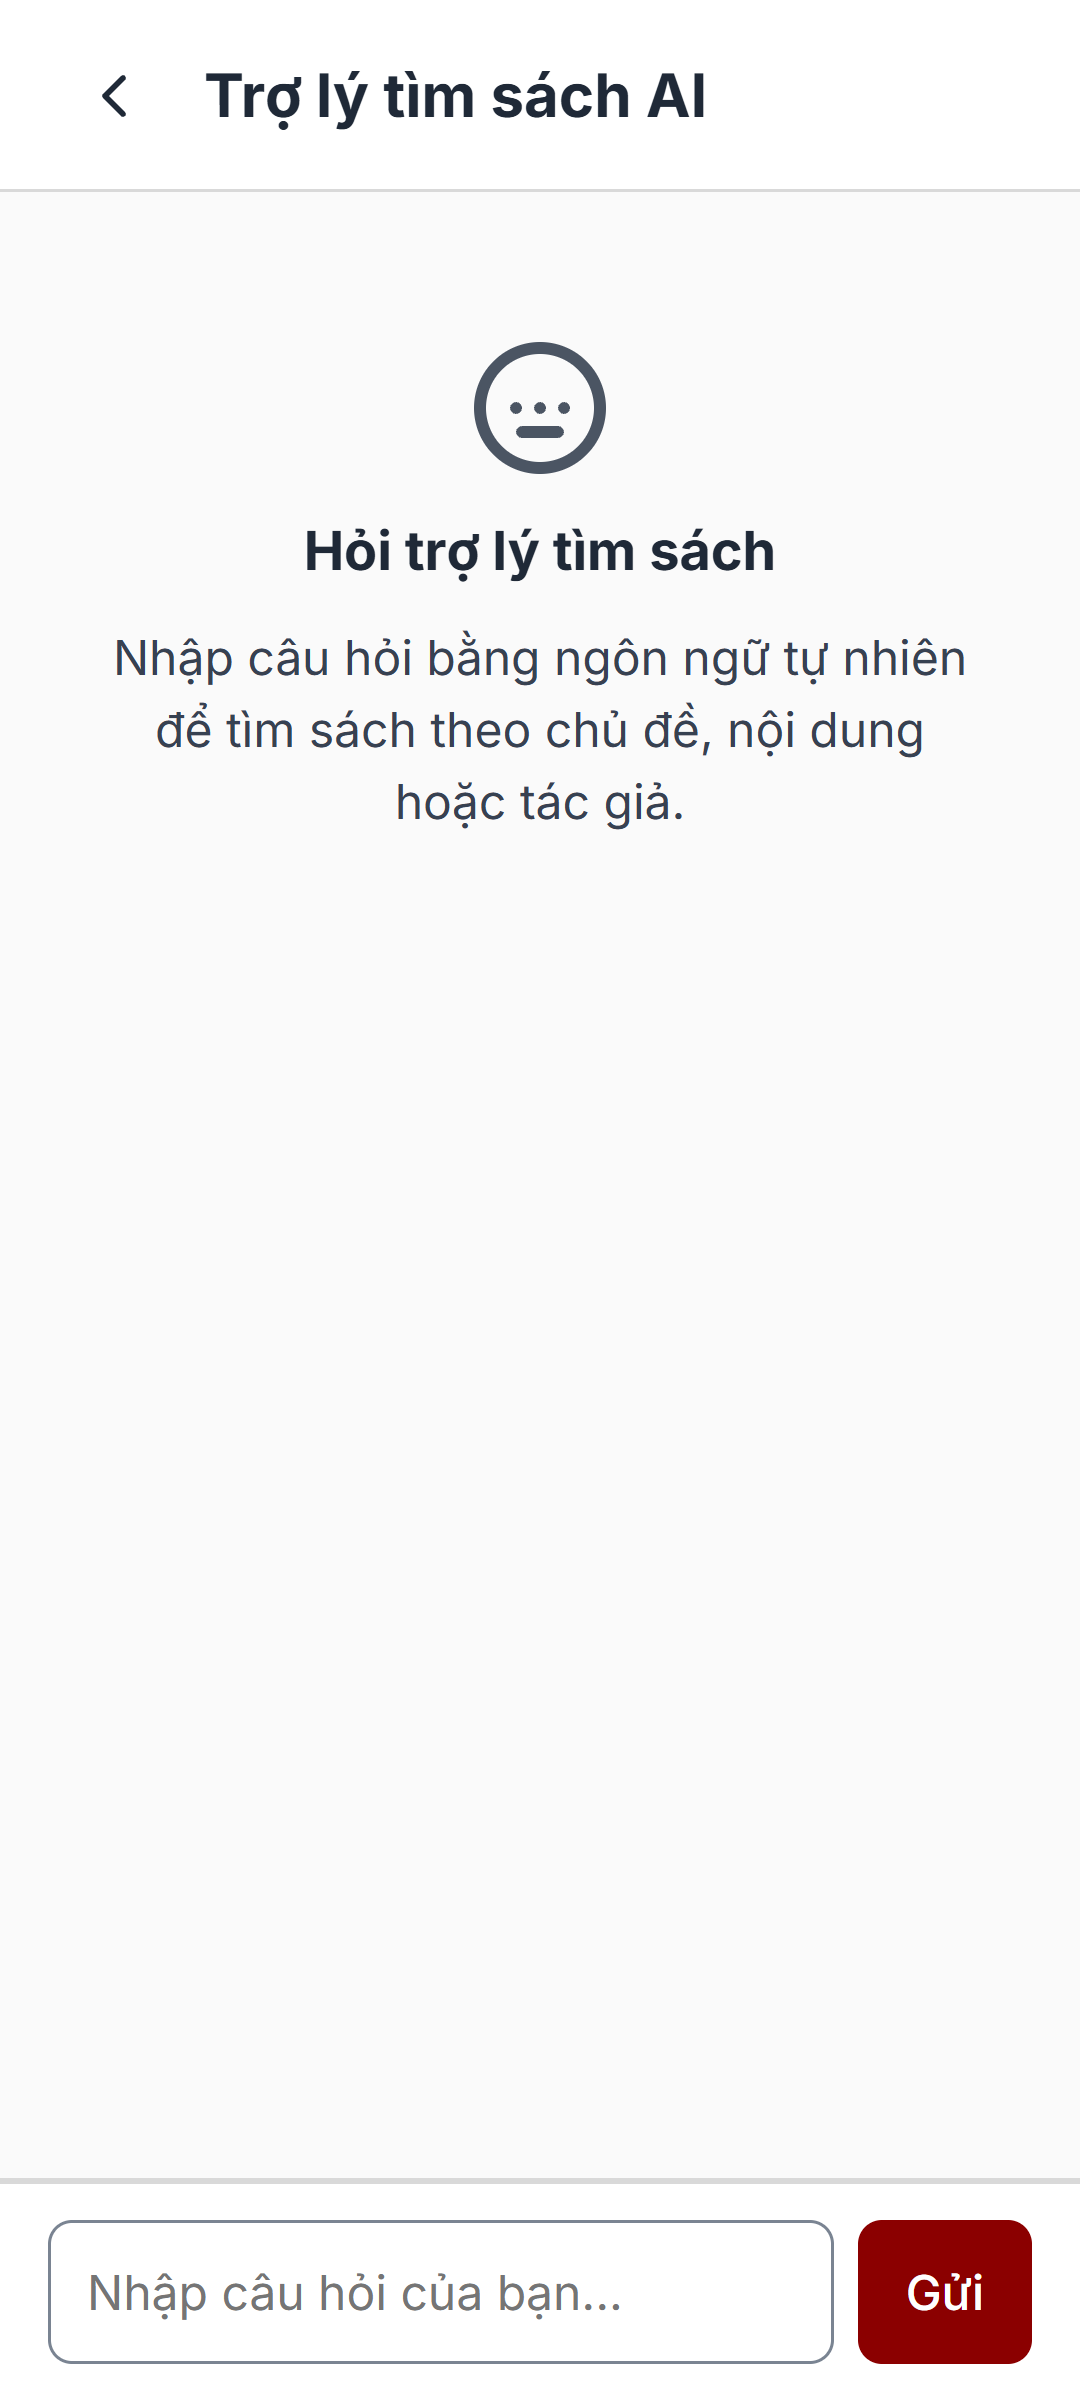 Trợ lý tìm sách AI
Hỏi trợ lý tìm sách
Nhập câu hỏi bằng ngôn ngữ tự nhiên
để tìm sách theo chủ đề, nội dung
hoặc tác giả.
Nhập câu hỏi của bạn...
Gửi